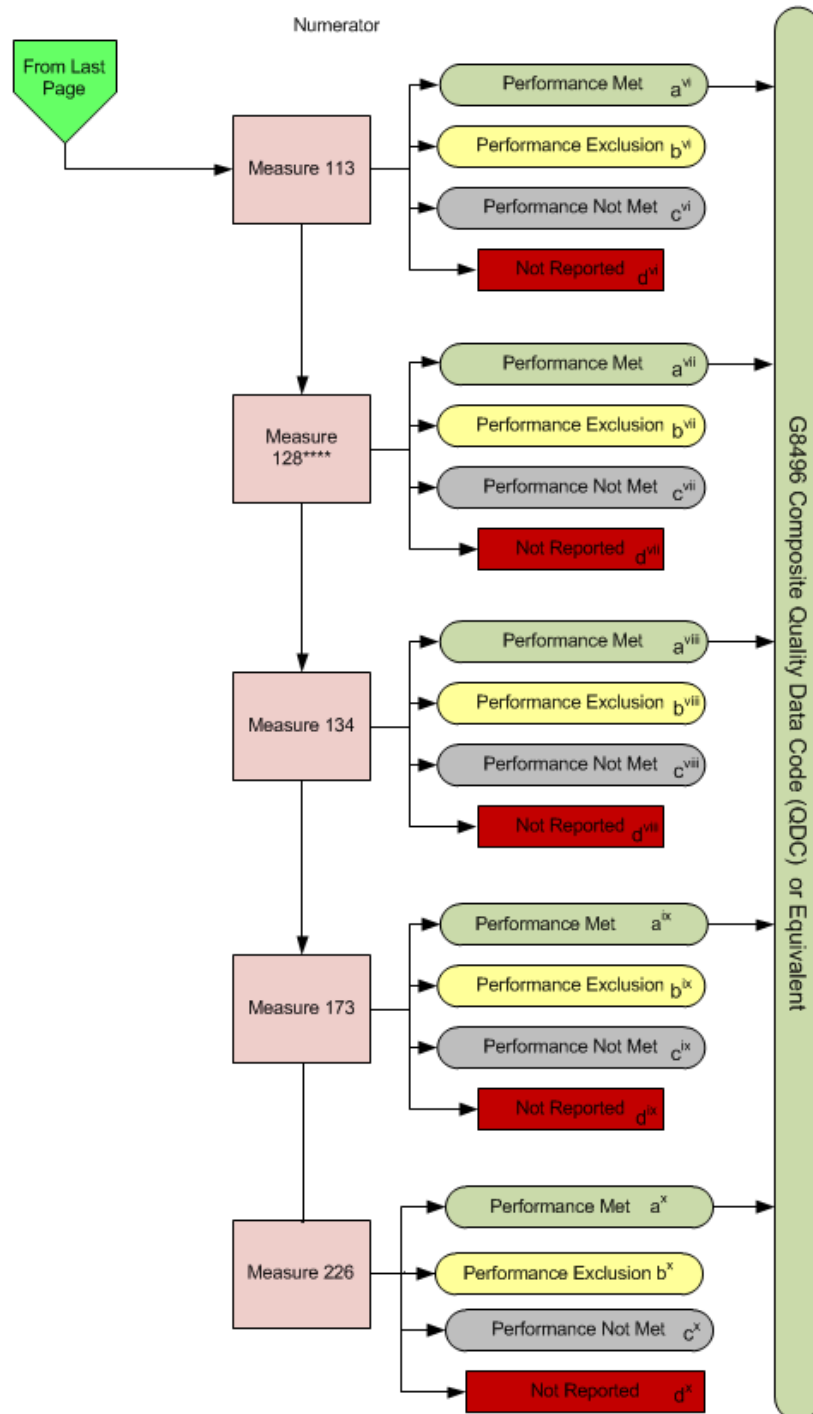 Numerator
From Last
Page
Measure 113
Performance Met a^vi
Performance Exclusion b^vi
Performance Not Met c^vi
Not Reported d^vi
Measure
128****
Performance Met a^vii
Performance Exclusion b^vii
Performance Not Met c^vii
Not Reported d^vii
Measure 134
Performance Met a^viii
Performance Exclusion b^viii
Performance Not Met c^viii
Not Reported d^viii
Measure 173
Performance Met a^ix
Performance Exclusion b^ix
Performance Not Met c^ix
Not Reported d^ix
Measure 226
Performance Met a^x
Performance Exclusion b^x
Performance Not Met c^x
Not Reported d^x
G8496 Composite Quality Data Code (QDC) or Equivalent